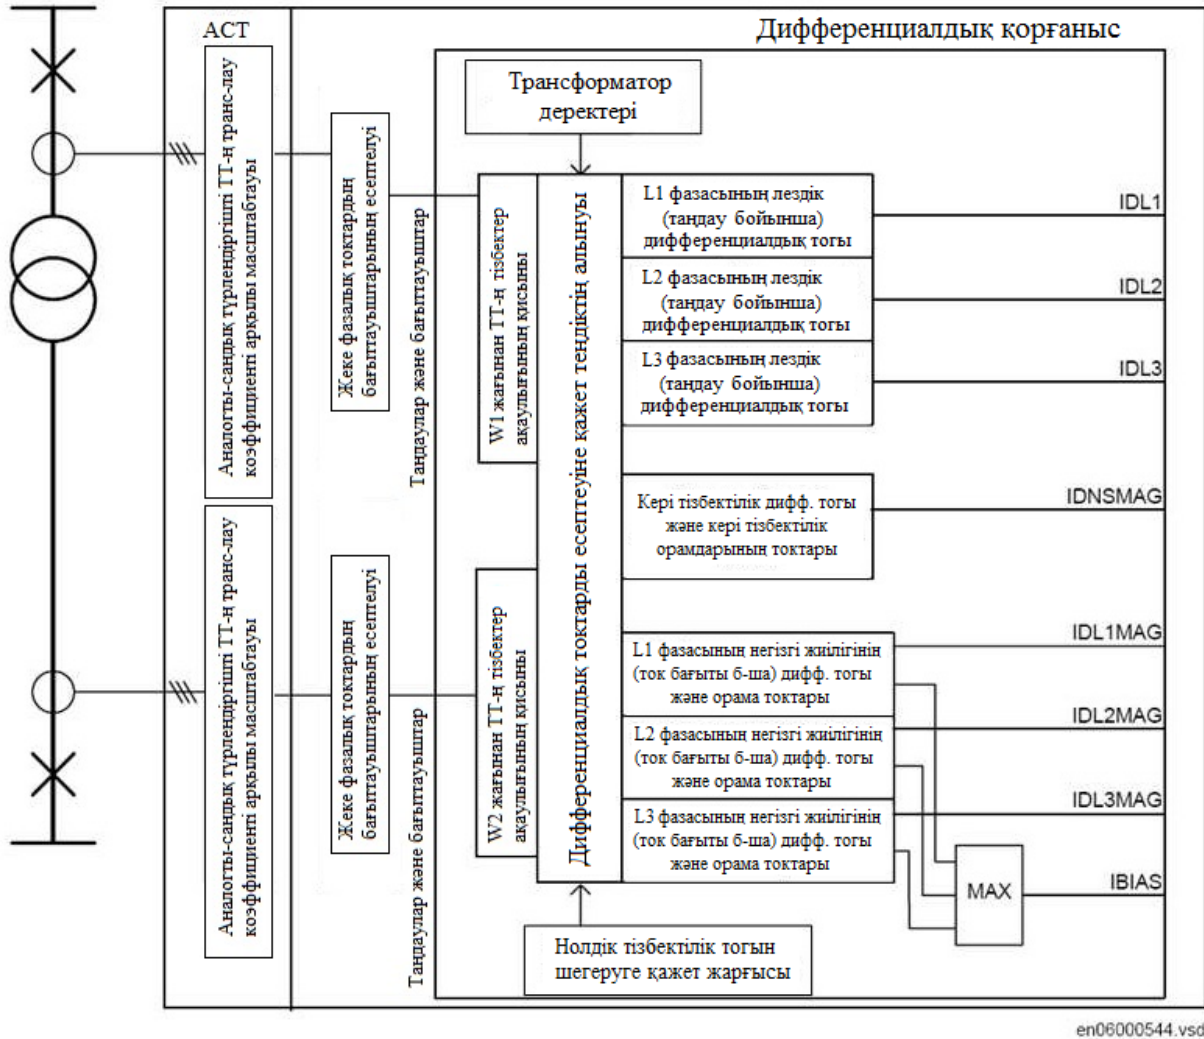 АСТ
Дифференциалдық қорғаныс
Аналогты-сандық түрлендіргішті ТТ-ң транс-лау
коэффициенті арқылы масштабтауы
Жеке фазалық токтардың
бағыттауыштарының есептелуі
Таңдаулар және бағыттауыштар
Трансформатор
деректері
W1 жағынан ТТ-ң тізбектер
ақаулығының қисыны
Дифференциалдық токтарды есептеуіне қажет теңдіктің алынуы
L1 фазасының лездік
(таңдау бойынша)
дифференциалдық тогы
IDL1
L2 фазасының лездік
(таңдау бойынша)
дифференциалдық тогы
IDL2
L3 фазасының лездік
(таңдау бойынша)
дифференциалдық тогы
IDL3
Кері тізбектілік дифф. тогы
және кері тізбектілік
орамдарының токтары
IDNSMAG
Аналогты-сандық түрлендіргішті ТТ-ң транс-лау
коэффициенті арқылы масштабтауы
Жеке фазалық токтардың
бағыттауыштарының есептелуі
Таңдаулар және бағыттауыштар
W2 жағынан ТТ-ң тізбектер
ақаулығының қисыны
L1 фазасының негізгі жиілігінің
(ток бағыты б-ша) дифф. тогы
және орама токтары
IDL1MAG
L2 фазасының негізгі жиілігінің
(ток бағыты б-ша) дифф. тогы
және орама токтары
IDL2MAG
L3 фазасының негізгі жиілігінің
(ток бағыты б-ша) дифф. тогы
және орама токтары
IDL3MAG
MAX
IBIAS
Нолдік тізбектілік тогын
шегеруге қажет жарғысы
en06000544.vsd